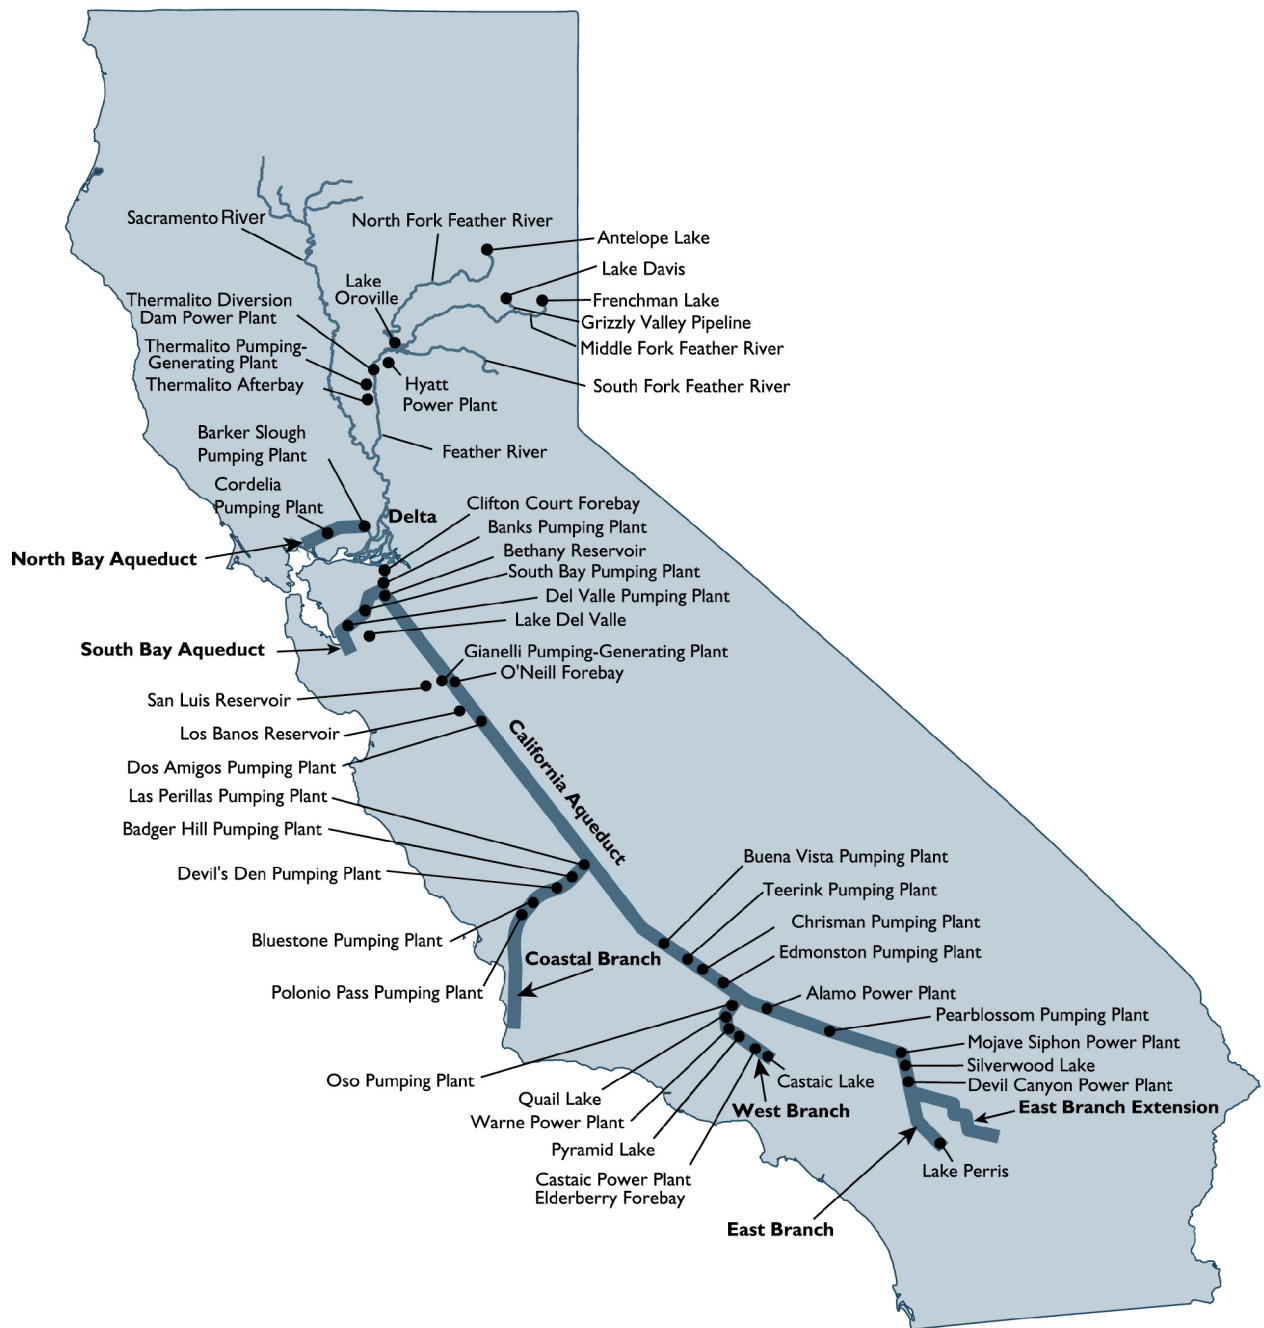 Sacramento River
North Fork Feather River
Antelope Lake
Lake Davis
Lake
Oroville
Frenchman Lake
Thermalito Diversion
Dam Power Plant
Grizzly Valley Pipeline
Thermalito Pumping-
Generating Plant
Middle Fork Feather River
Thermalito Afterbay
Hyatt
Power Plant
South Fork Feather River
Barker Slough
Pumping Plant
Feather River
Cordelia
Pumping Plant
Delta
Clifton Court Forebay
Banks Pumping Plant
North Bay Aqueduct
Bethany Reservoir
South Bay Pumping Plant
Del Valle Pumping Plant
Lake Del Valle
South Bay Aqueduct
Gianelli Pumping-Generating Plant
O'Neill Forebay
San Luis Reservoir
Los Banos Reservoir
California Aqueduct
Dos Amigos Pumping Plant
Las Perillas Pumping Plant
Badger Hill Pumping Plant
Devil's Den Pumping Plant
Buena Vista Pumping Plant
Teerink Pumping Plant
Chrisman Pumping Plant
Bluestone Pumping Plant
Edmonston Pumping Plant
Coastal Branch
Polonio Pass Pumping Plant
Alamo Power Plant
Pearblossom Pumping Plant
Mojave Siphon Power Plant
Silverwood Lake
Oso Pumping Plant
Castaic Lake
Devil Canyon Power Plant
Quail Lake
West Branch
East Branch Extension
Warne Power Plant
Pyramid Lake
Lake Perris
Castaic Power Plant
Elderberry Forebay
East Branch